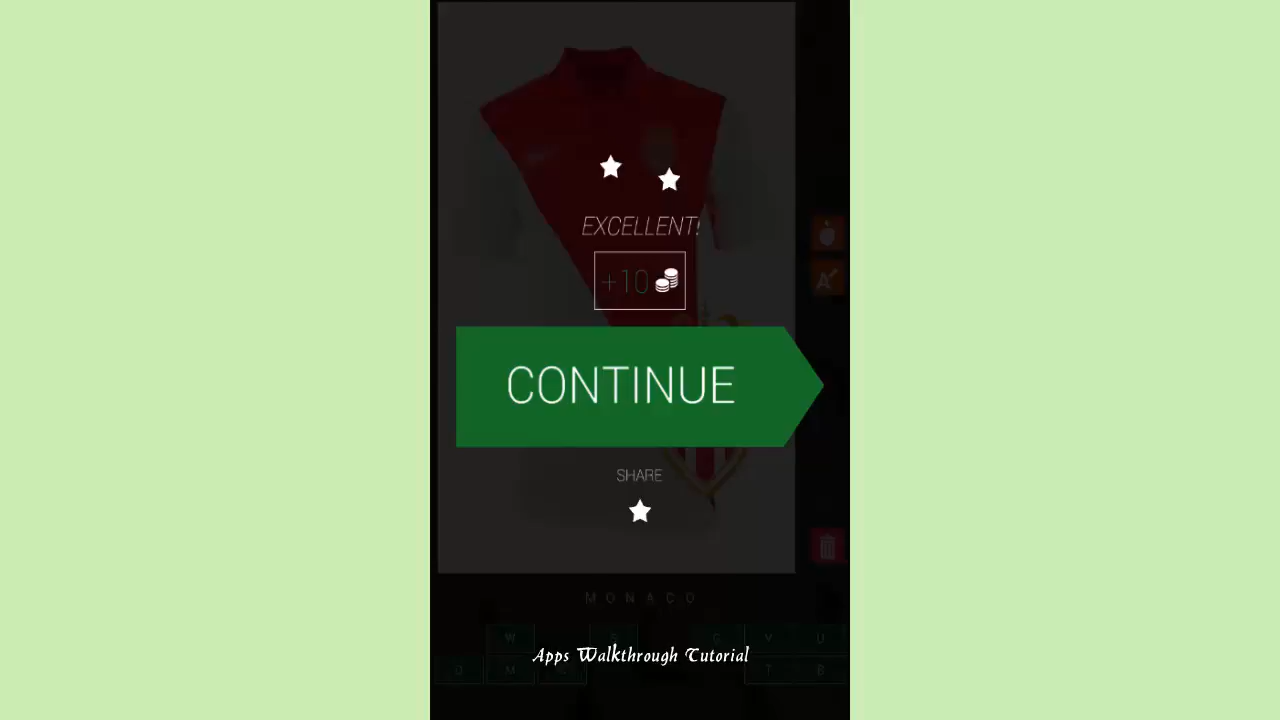 EXCELLENT!
+10
CONTINUE
SHARE
MONACO
W G V U
O M T B
Apps Walkthrough Tutorial